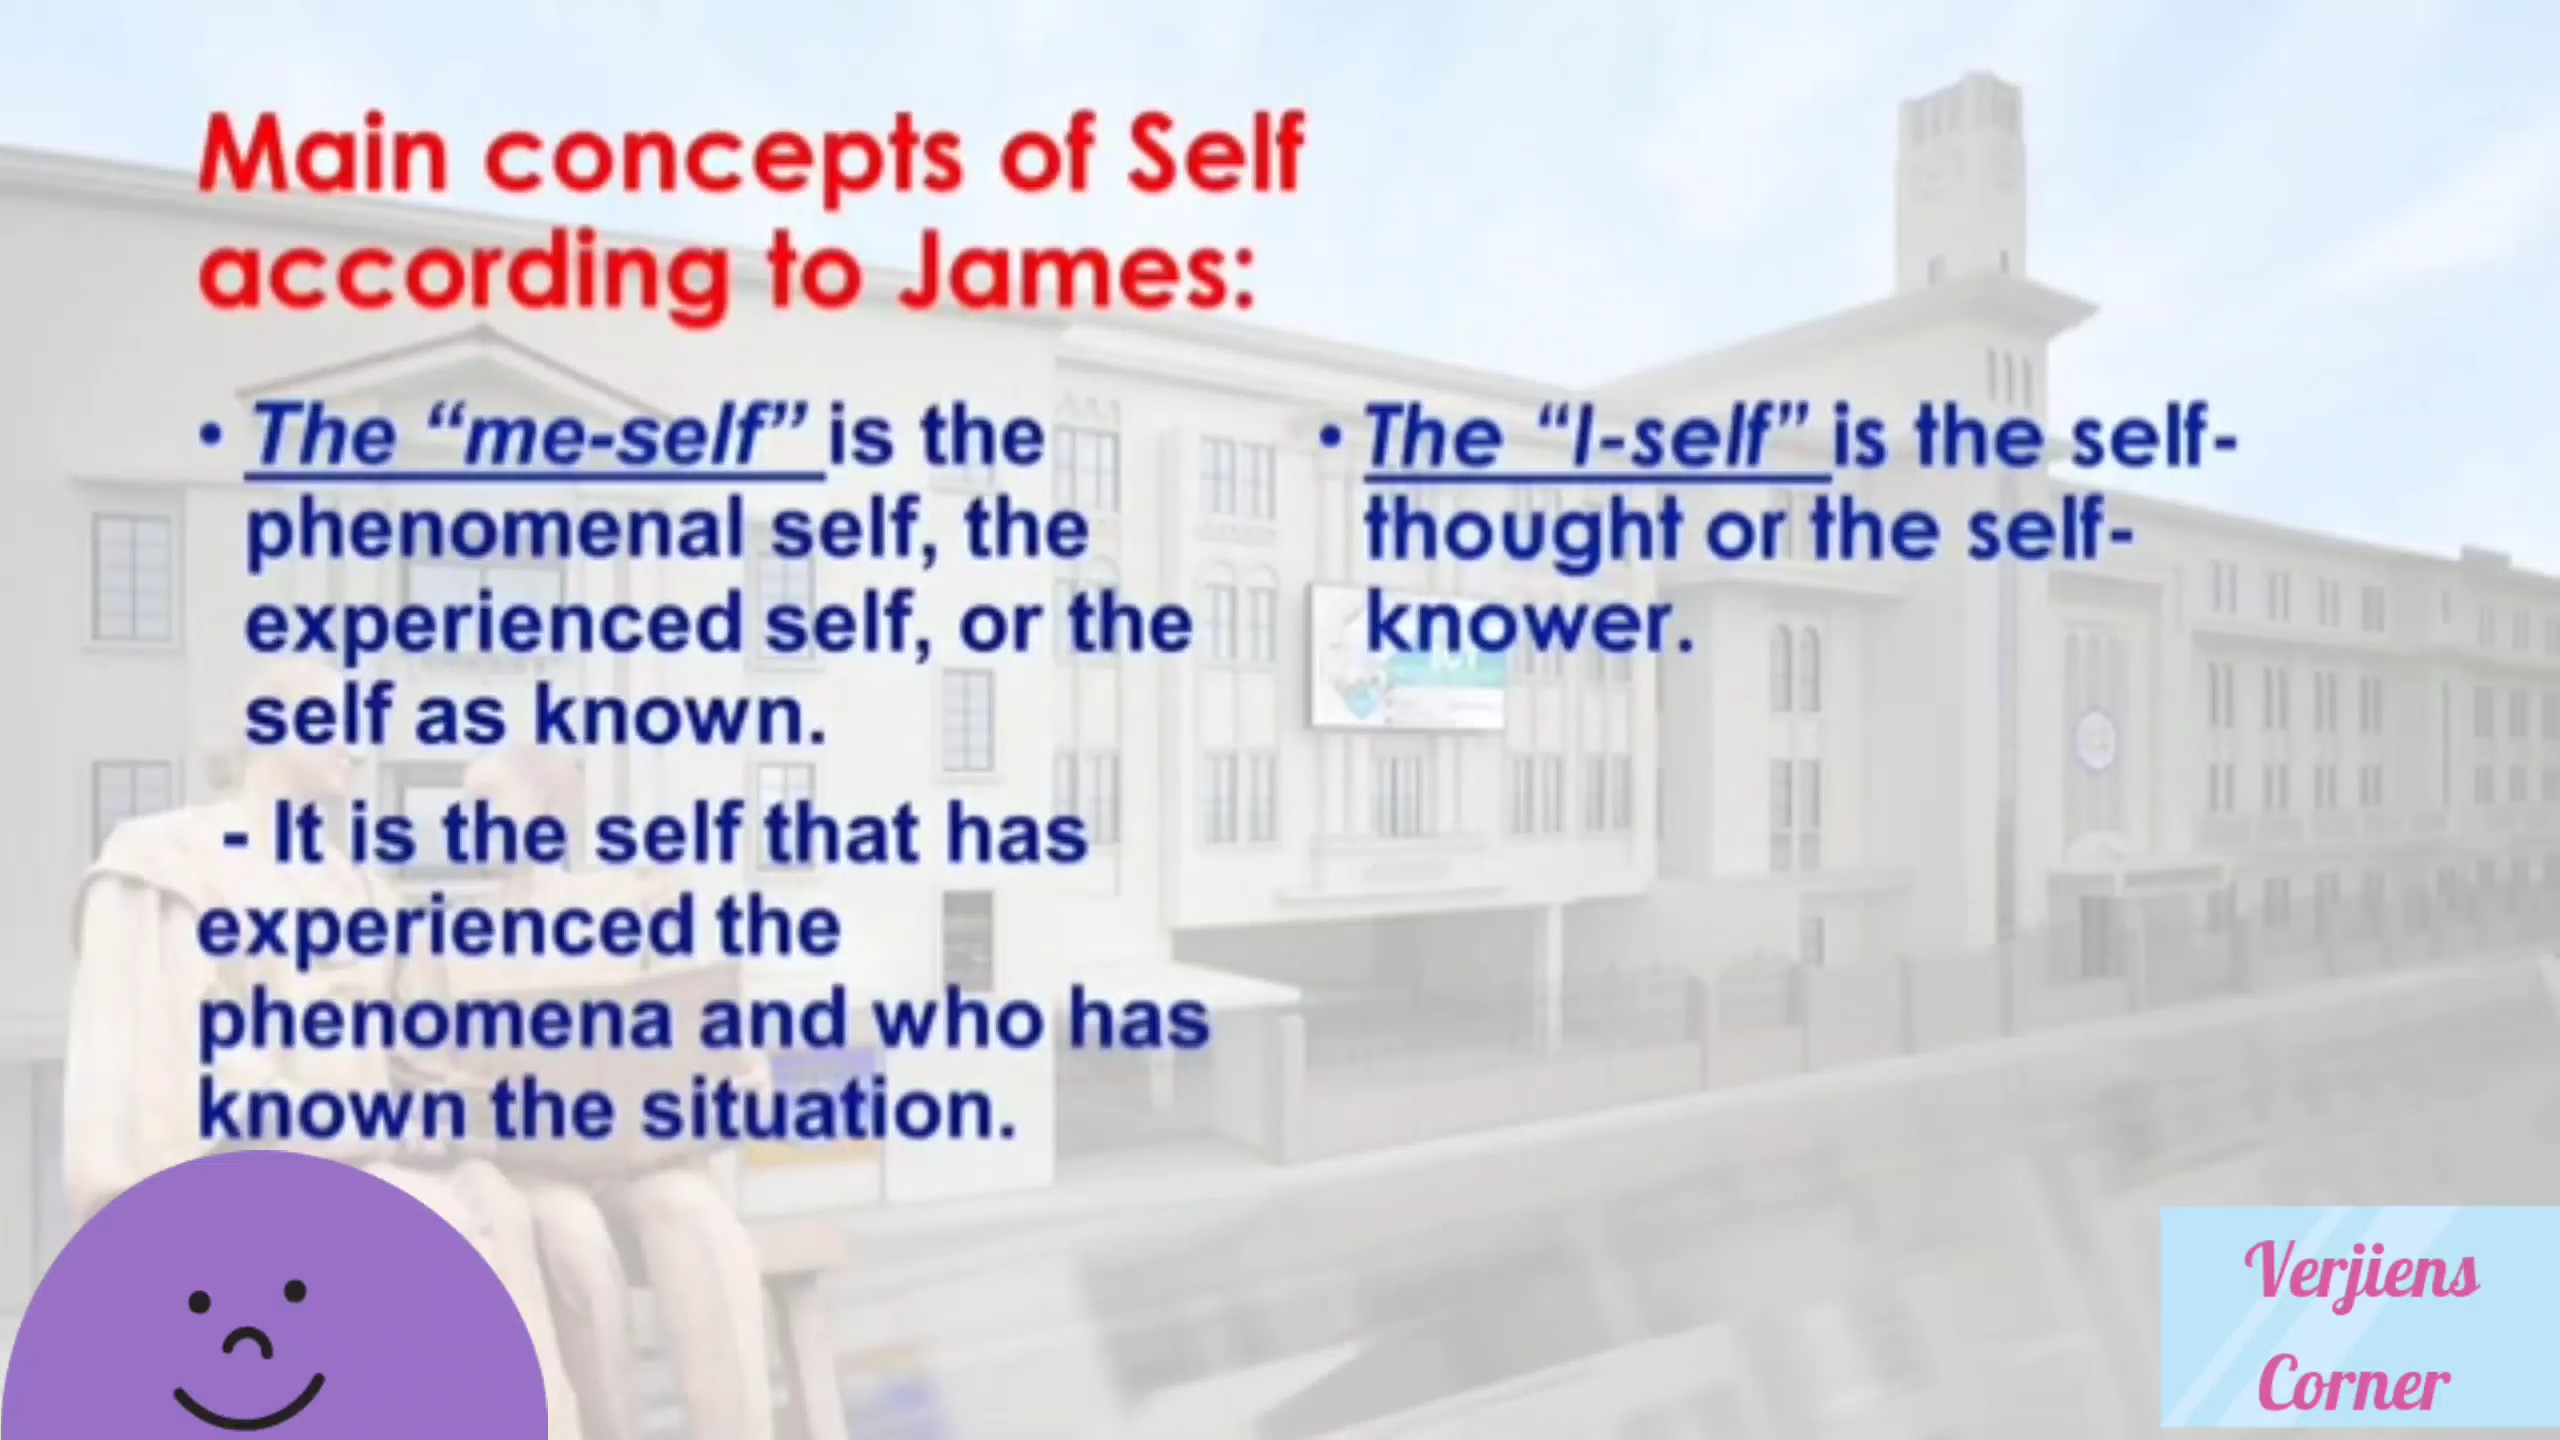 Main concepts of Self
according to James:
• The “me-self” is the
phenomenal self, the
experienced self, or the
self as known.
- It is the self that has
experienced the
phenomena and who has
known the situation.
• The “I-self” is the self-
thought or the self-
knower.
Verjiens
Corner